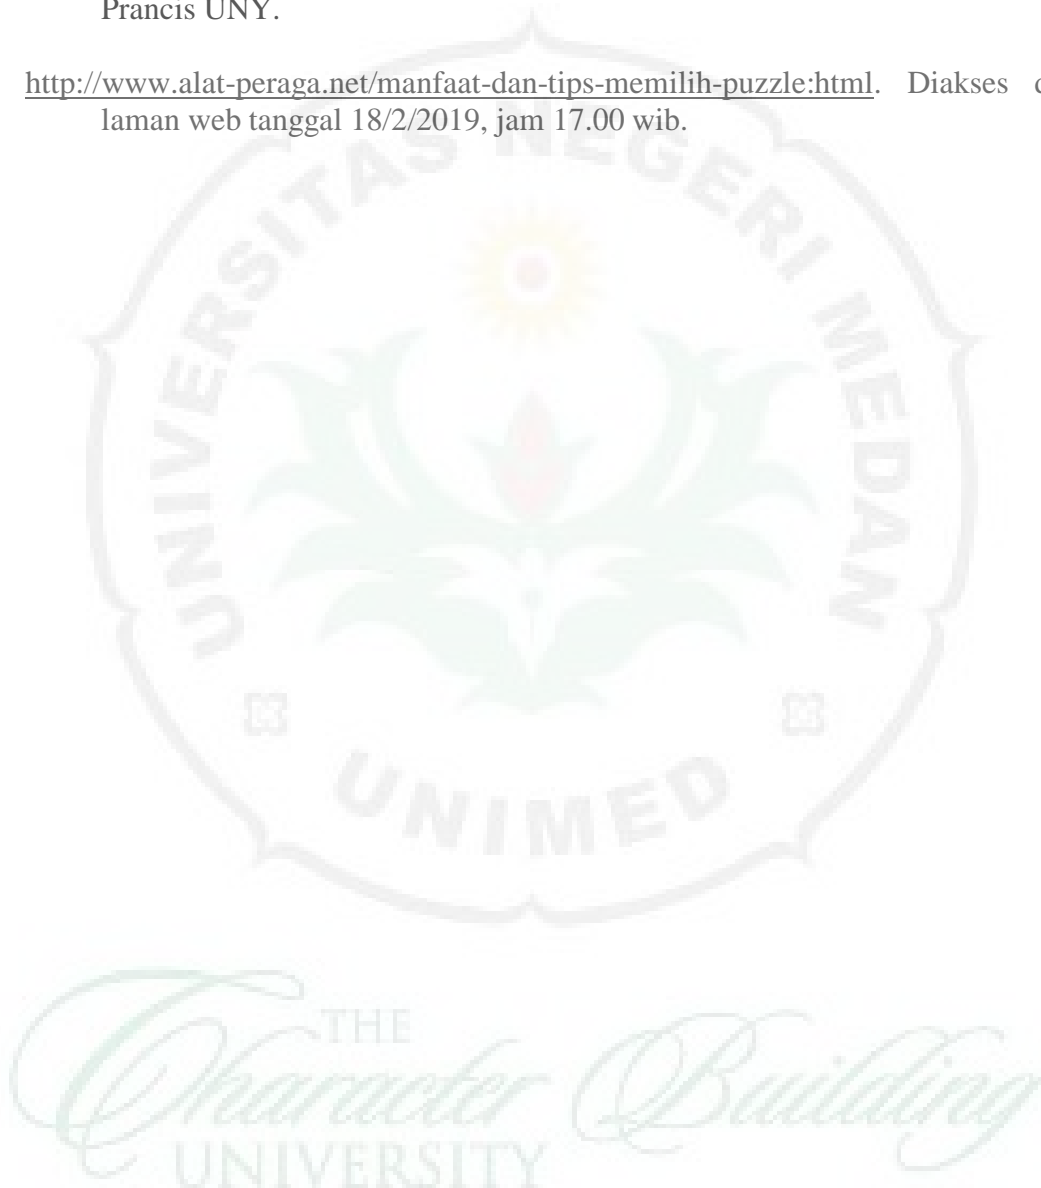 Prancis UNY.
http://www.alat-peraga.net/manfaat-dan-tips-memilih-puzzle:html. Diakses
laman web tanggal 18/2/2019, jam 17.00 wib.
UNIVERSITAS NEGERI MEDAN
UNIMED
THE
Character Building
UNIVERSITY